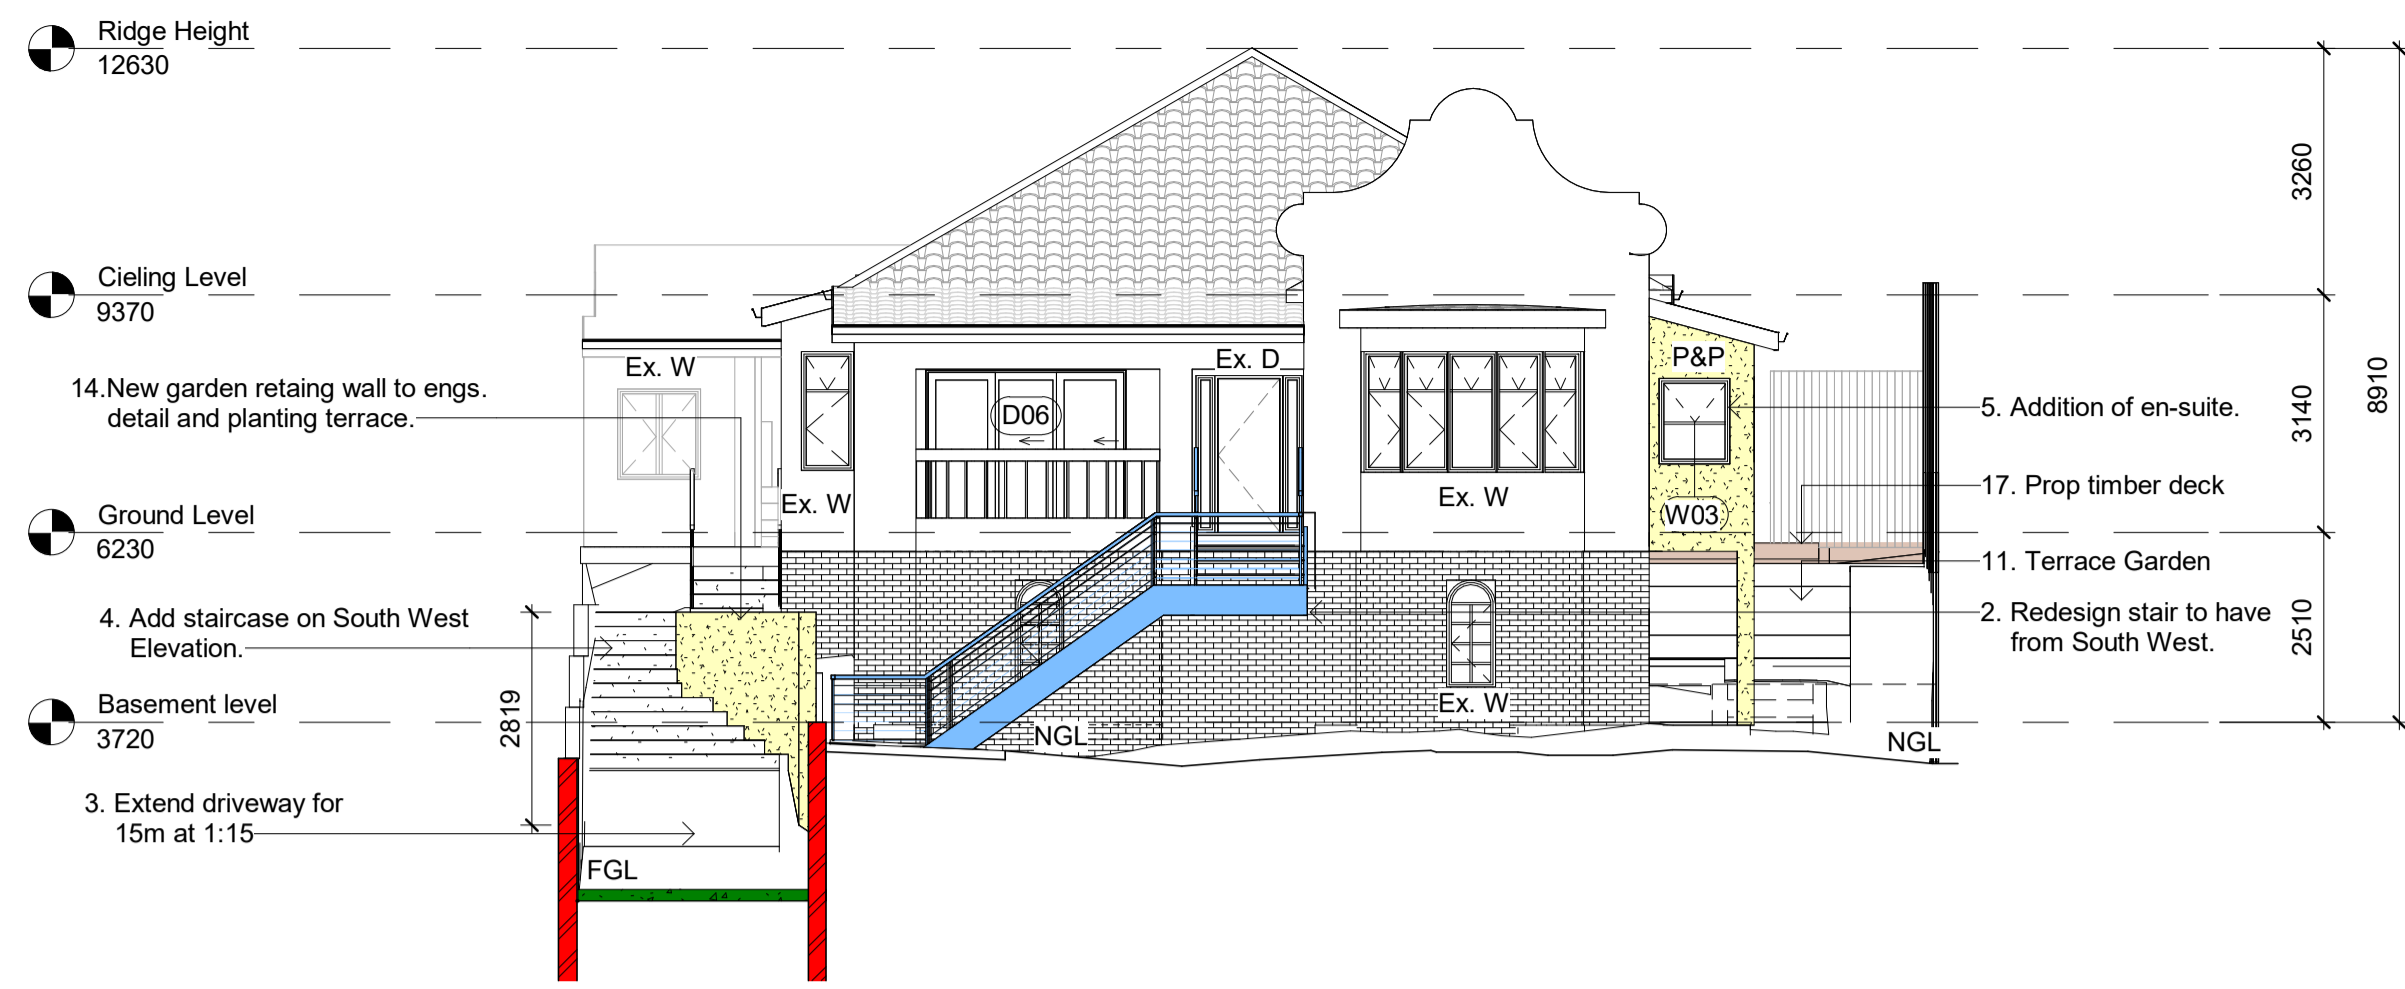 Ridge Height
12630
3260
Cieling Level
9370
Ex. D
Ex. W
P&P
14.New garden retaing wall to engs.
detail and planting terrace.
D06
5. Addition of en-suite.
3140
8910
17. Prop timber deck
Ex. W
Ex. W
W03
Ground Level
6230
11. Terrace Garden
4. Add staircase on South West
Elevation.
2. Redesign stair to have
from South West.
2510
Basement level
3720
2819
Ex. W
NGL
NGL
3. Extend driveway for
15m at 1:15
FGL